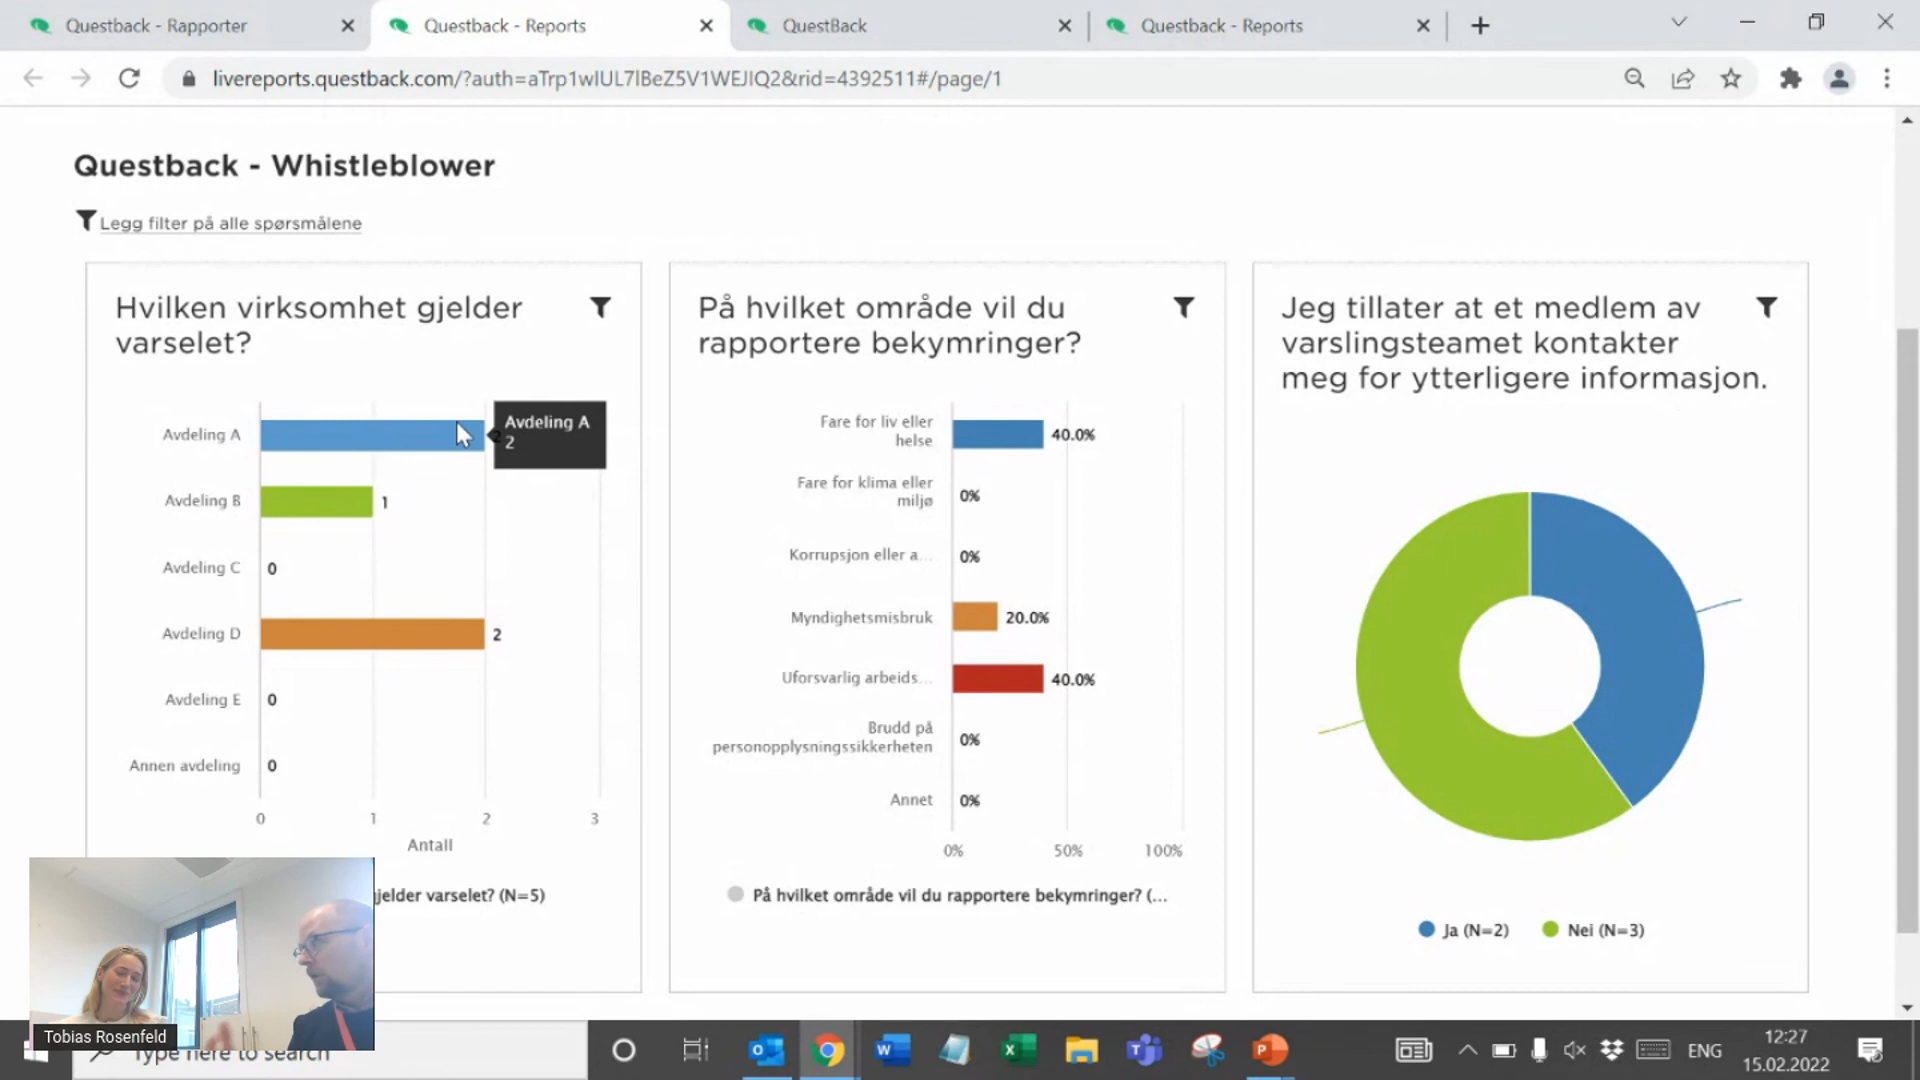 Questback - Rapporter
Questback - Reports
QuestBack
Questback - Reports
livereports.questback.com/?auth=aTrp1wIUL7lBeZ5V1WEJIQ2&rid=4392511#/page/1
Questback - Whistleblower
Legg filter på alle spørsmålene
Hvilken virksomhet gjelder
varselet?
Avdeling A
Avdeling A
2
Avdeling B
1
Avdeling C
0
Avdeling D
2
Avdeling E
0
Annen avdeling
0
0
1
2
3
Antall
jelder varselet? (N=5)
På hvilket område vil du
rapportere bekymringer?
Fare for liv eller
helse
40.0%
Fare for klima eller
miljø
0%
Korrupsjon eller a...
0%
Myndighetsmisbruk
20.0%
Uforsvarlig arbeids...
40.0%
Brudd på
personopplysningssikkerheten
0%
Annet
0%
0%
50%
100%
På hvilket område vil du rapportere bekymringer? (...
Jeg tillater at et medlem av
varslingsteamet kontakter
meg for ytterligere informasjon.
Ja (N=2)
Nei (N=3)
Tobias Rosenfeld
Type here to search
ENG
12:27
15.02.2022